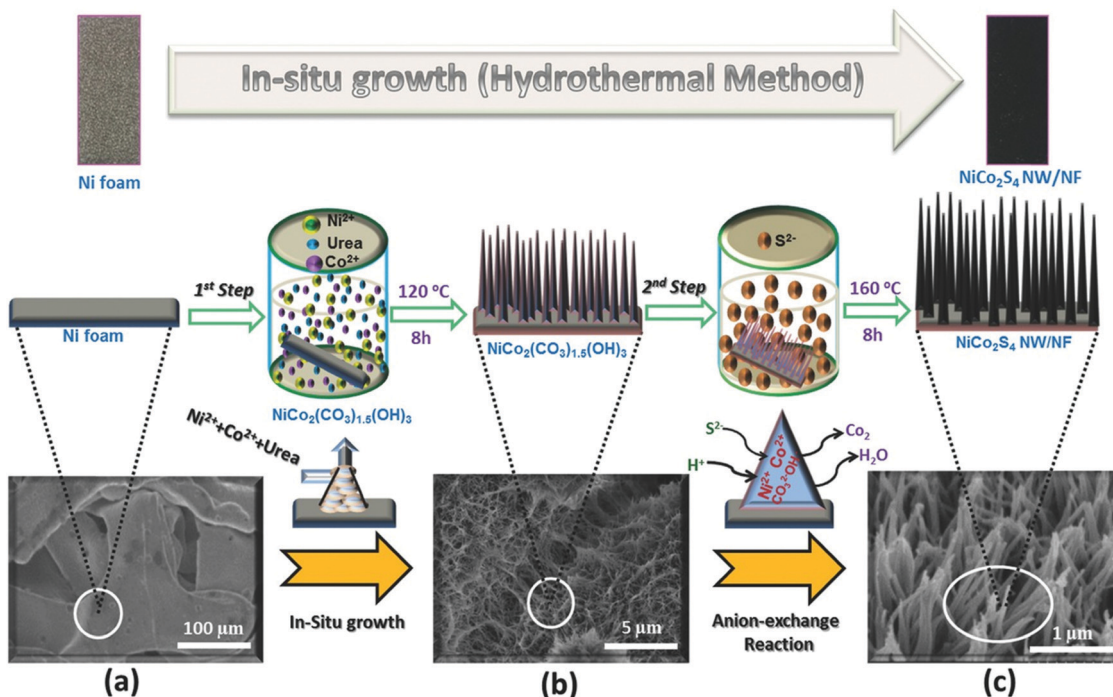 In-situ growth (Hydrothermal Method)
Ni foam
NiCo₂S₄ NW/NF
Ni²⁺
Urea
Co²⁺
S²⁻
1st Step
120 °C
8h
2nd Step
160 °C
8h
Ni foam
NiCo₂(CO₃)₁.₅(OH)₃
NiCo₂S₄ NW/NF
NiCo₂(CO₃)₁.₅(OH)₃
Ni²⁺+Co²⁺+Urea
S²⁻
H⁺
Ni²⁺ Co²⁺
CO₃²⁻OH
Co₂
H₂O
100 µm
In-Situ growth
5 µm
Anion-exchange
Reaction
1 µm
(a)
(b)
(c)